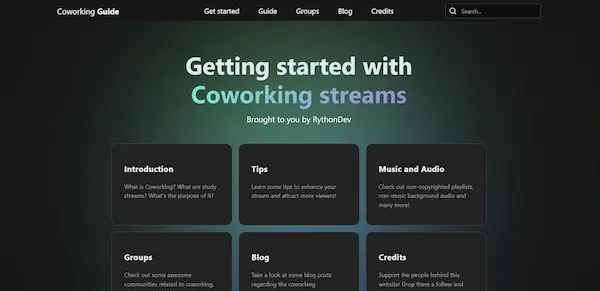 Coworking Guide
Get started Guide Groups Blog Credits
Search...
Getting started with
Coworking streams
Brought to you by RythonDev
Introduction
What is Coworking? What are study
streams? What's the purpose of it?
Tips
Learn some tips to enhance your
stream and attract more viewers!
Music and Audio
Check out non-copyrighted playlists,
non-music background audio and
many more!
Groups
Check out some awesome
communities related to coworking,
Blog
Take a look at some blog posts
regarding the coworking
Credits
Support the people behind this
website! Drop them a follow and